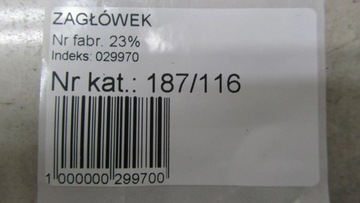 ZAGŁÓWEK
Nr fabr. 23%
Indeks: 029970
Nr kat.: 187/116
1 000000 299700